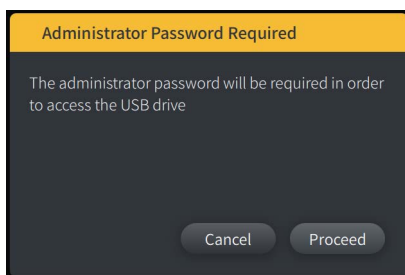 Administrator Password Required
The administrator password will be required in order
to access the USB drive
Cancel
Proceed